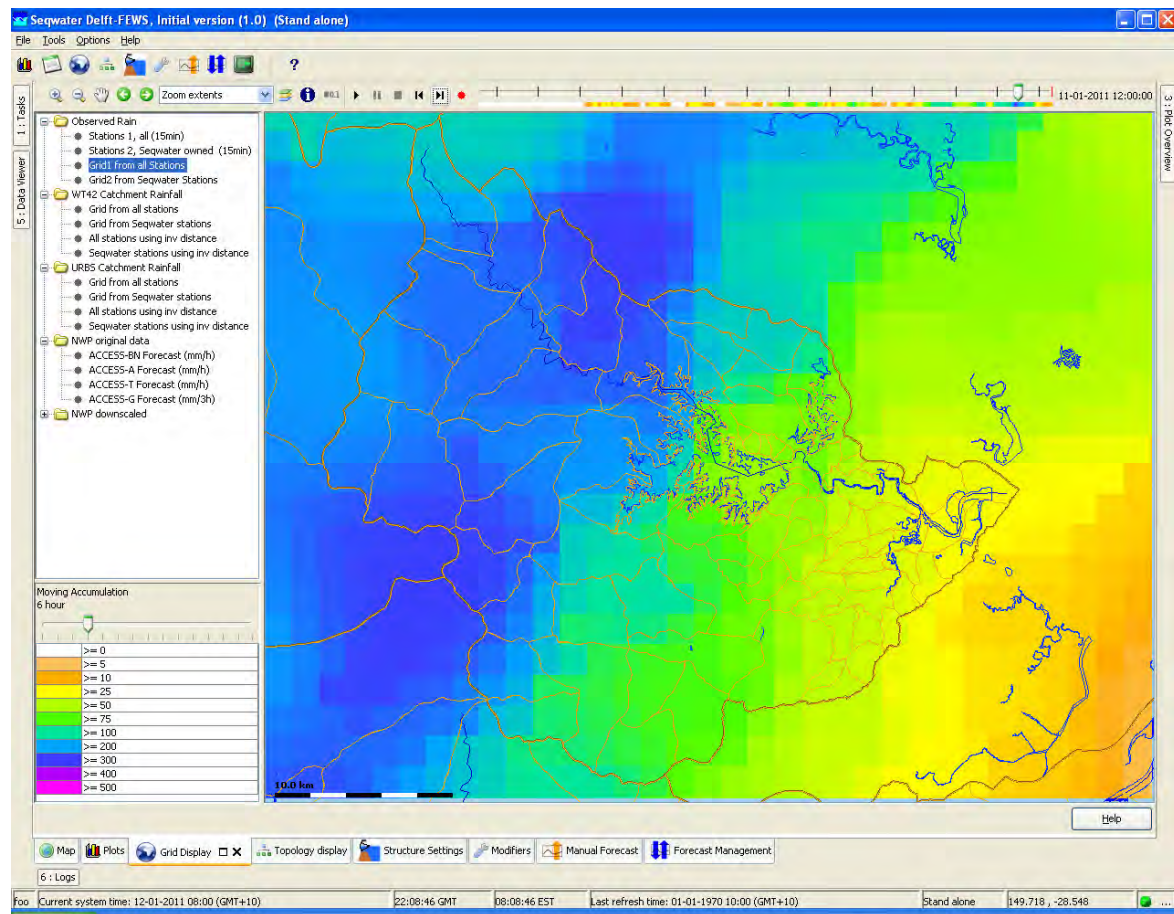 Seqwater Delft-FEWS, Initial version (1.0) (Stand alone)
File Tools Options Help
?
Zoom extents
11-01-2011 12:00:00
1 : Tasks
5 : Data Viewer
3 : Plot Overview
Observed Rain
Stations 1, all (15min)
Stations 2, Seqwater owned (15min)
Grid1 from all Stations
Grid2 from Seqwater Stations
WT42 Catchment Rainfall
Grid from all stations
Grid from Seqwater stations
All stations using inv distance
Seqwater stations using inv distance
URBS Catchment Rainfall
Grid from all stations
Grid from Seqwater stations
All stations using inv distance
Seqwater stations using inv distance
NWP original data
ACCESS-BN Forecast (mm/h)
ACCESS-A Forecast (mm/h)
ACCESS-T Forecast (mm/h)
ACCESS-G Forecast (mm/3h)
NWP downscaled
Moving Accumulation
6 hour
>= 0
>= 5
>= 10
>= 25
>= 50
>= 75
>= 100
>= 200
>= 300
>= 400
>= 500
10.0 km
Help
Map Plots Grid Display Topology display Structure Settings Modifiers Manual Forecast Forecast Management
6 : Logs
foo Current system time: 12-01-2011 08:00 (GMT+10) 22:08:46 GMT 08:08:46 EST Last refresh time: 01-01-1970 10:00 (GMT+10) Stand alone 149.718 , -28.548 ...